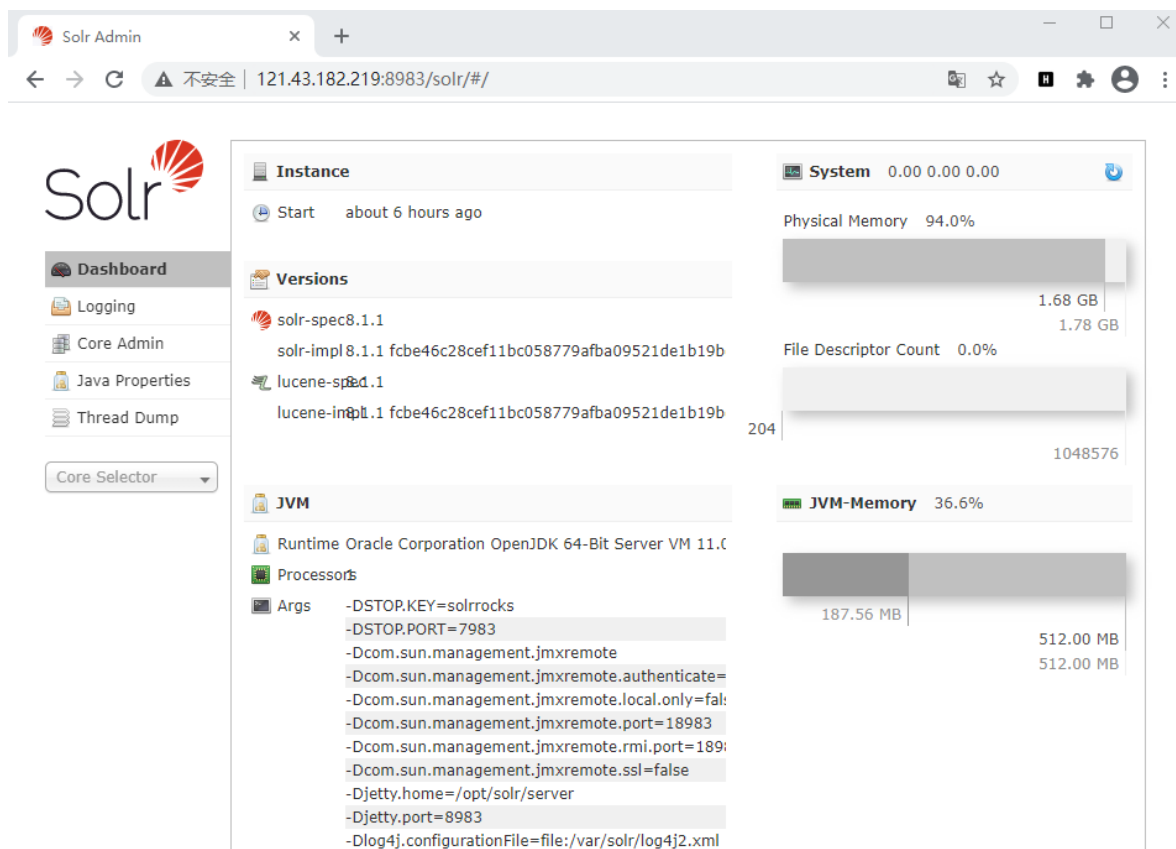 Solr Admin
不安全 121.43.182.219:8983/solr/#/
Solr
Dashboard
Logging
Core Admin
Java Properties
Thread Dump
Core Selector
Instance
Start about 6 hours ago
Versions
solr-spec 8.1.1
solr-impl 8.1.1 fcbe46c28cef11bc058779afba09521de1b19b
lucene-spec 8.1.1
lucene-impl 8.1.1 fcbe46c28cef11bc058779afba09521de1b19b
JVM
Runtime Oracle Corporation OpenJDK 64-Bit Server VM 11.0
Processors 1
Args -DSTOP.KEY=solrrocks
-DSTOP.PORT=7983
-Dcom.sun.management.jmxremote
-Dcom.sun.management.jmxremote.authenticate=
-Dcom.sun.management.jmxremote.local.only=fals
-Dcom.sun.management.jmxremote.port=18983
-Dcom.sun.management.jmxremote.rmi.port=1898
-Dcom.sun.management.jmxremote.ssl=false
-Djetty.home=/opt/solr/server
-Djetty.port=8983
-Dlog4j.configurationFile=file:/var/solr/log4j2.xml
System 0.00 0.00 0.00
Physical Memory 94.0%
1.68 GB
1.78 GB
File Descriptor Count 0.0%
204
1048576
JVM-Memory 36.6%
187.56 MB
512.00 MB
512.00 MB